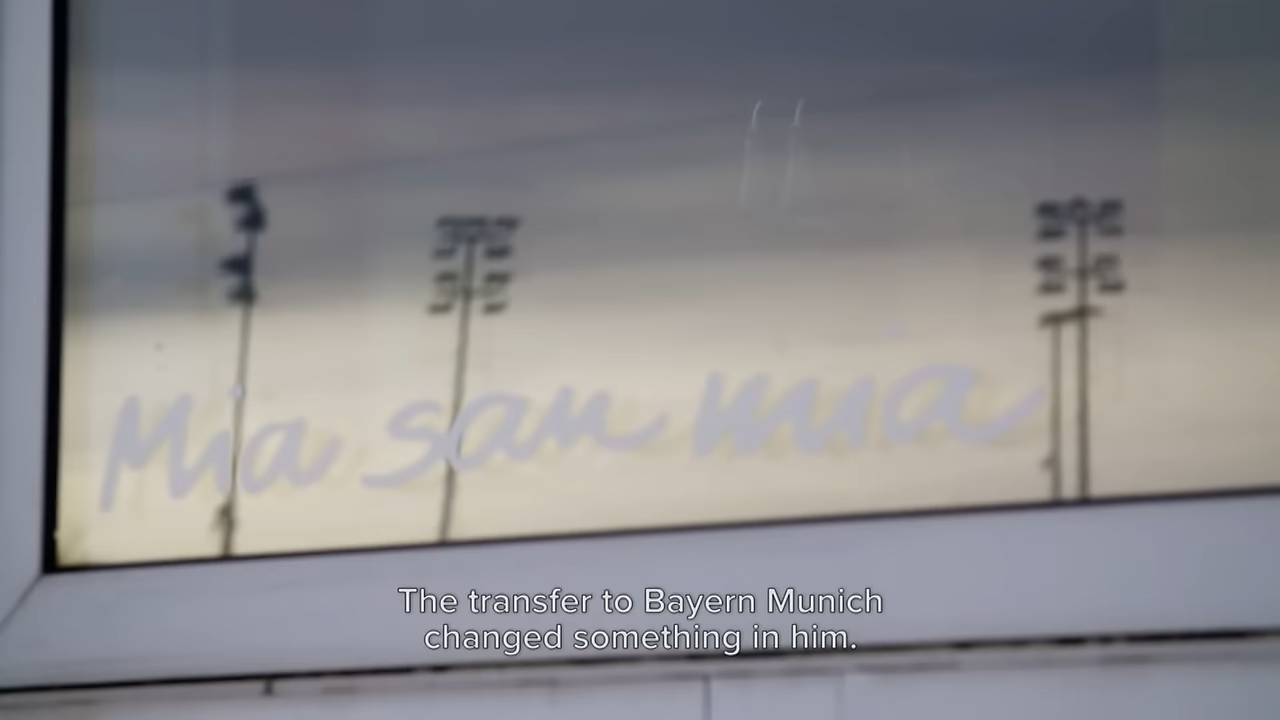 Mia san mia
The transfer to Bayern Munich
changed something in him.